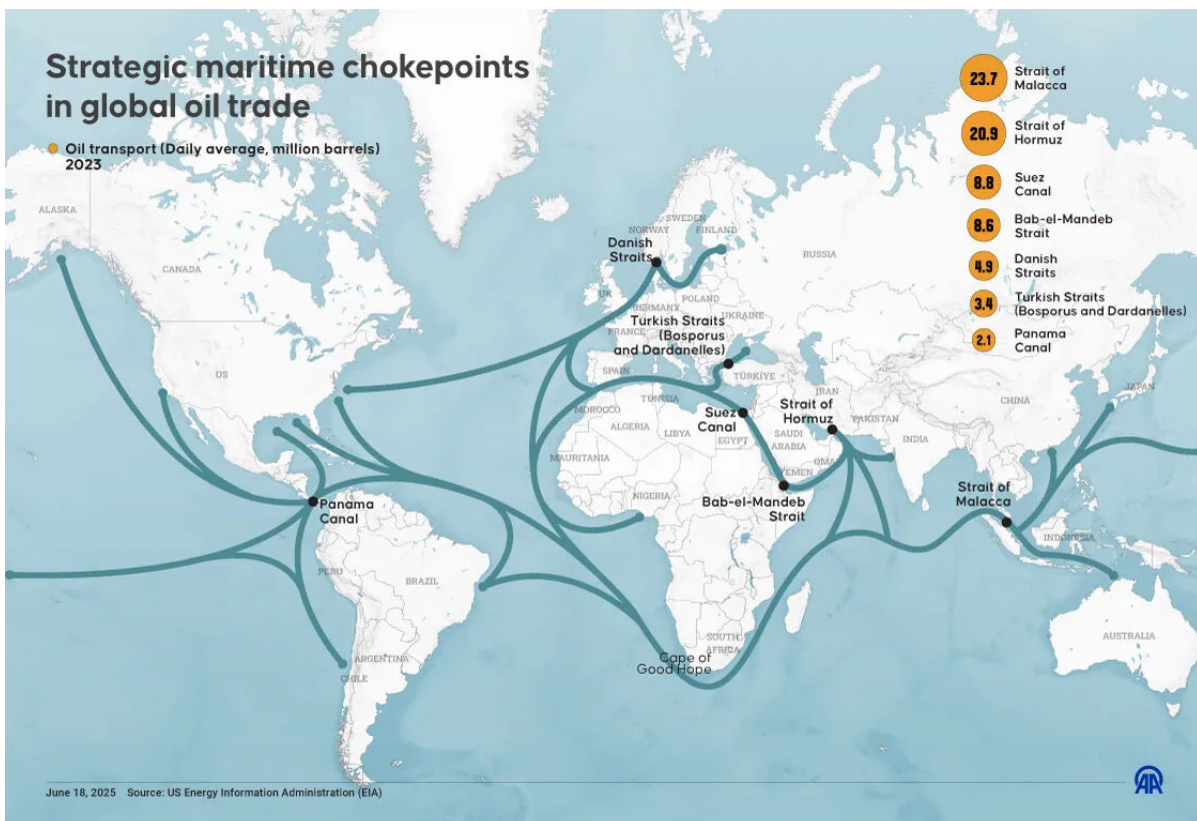 Strategic maritime chokepoints
in global oil trade
Oil transport (Daily average, million barrels)
2023
23.7 Strait of
Malacca
20.9 Strait of
Hormuz
8.8 Suez
Canal
8.6 Bab-el-Mandeb
Strait
4.9 Danish
Straits
3.4 Turkish Straits
(Bosporus and Dardanelles)
2.1 Panama
Canal
ALASKA
CANADA
US
Panama
Canal
PERU
BRAZIL
ARGENTINA
CHILE
Danish
Straits
NORWAY
SWEDEN
FINLAND
RUSSIA
UK
GERMANY
POLAND
UKRAINE
FRANCE
Turkish Straits
(Bosporus
and Dardanelles)
SPAIN
TÜRKİYE
MOROCCO
TUNISIA
ALGERIA
LIBYA
EGYPT
Suez
Canal
Strait of
Hormuz
IRAN
PAKISTAN
INDIA
CHINA
JAPAN
SAUDI
ARABIA
OMAN
YEMEN
MAURITANIA
NIGERIA
Bab-el-Mandeb
Strait
Strait of
Malacca
INDONESIA
AUSTRALIA
SOUTH
AFRICA
Cape of
Good Hope
June 18, 2025 Source: US Energy Information Administration (EIA)
AA